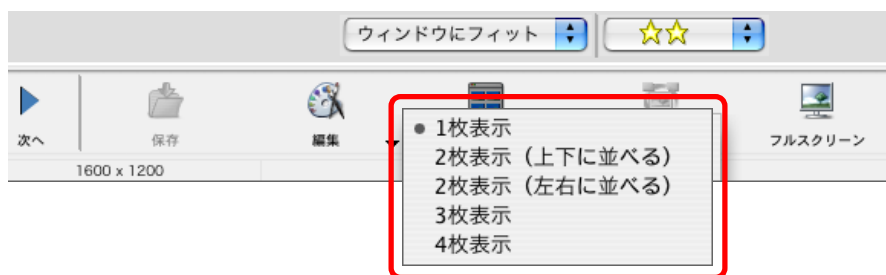 ウィンドウにフィット
次へ
保存
編集
フルスクリーン
1600 x 1200
1枚表示
2枚表示（上下に並べる）
2枚表示（左右に並べる）
3枚表示
4枚表示